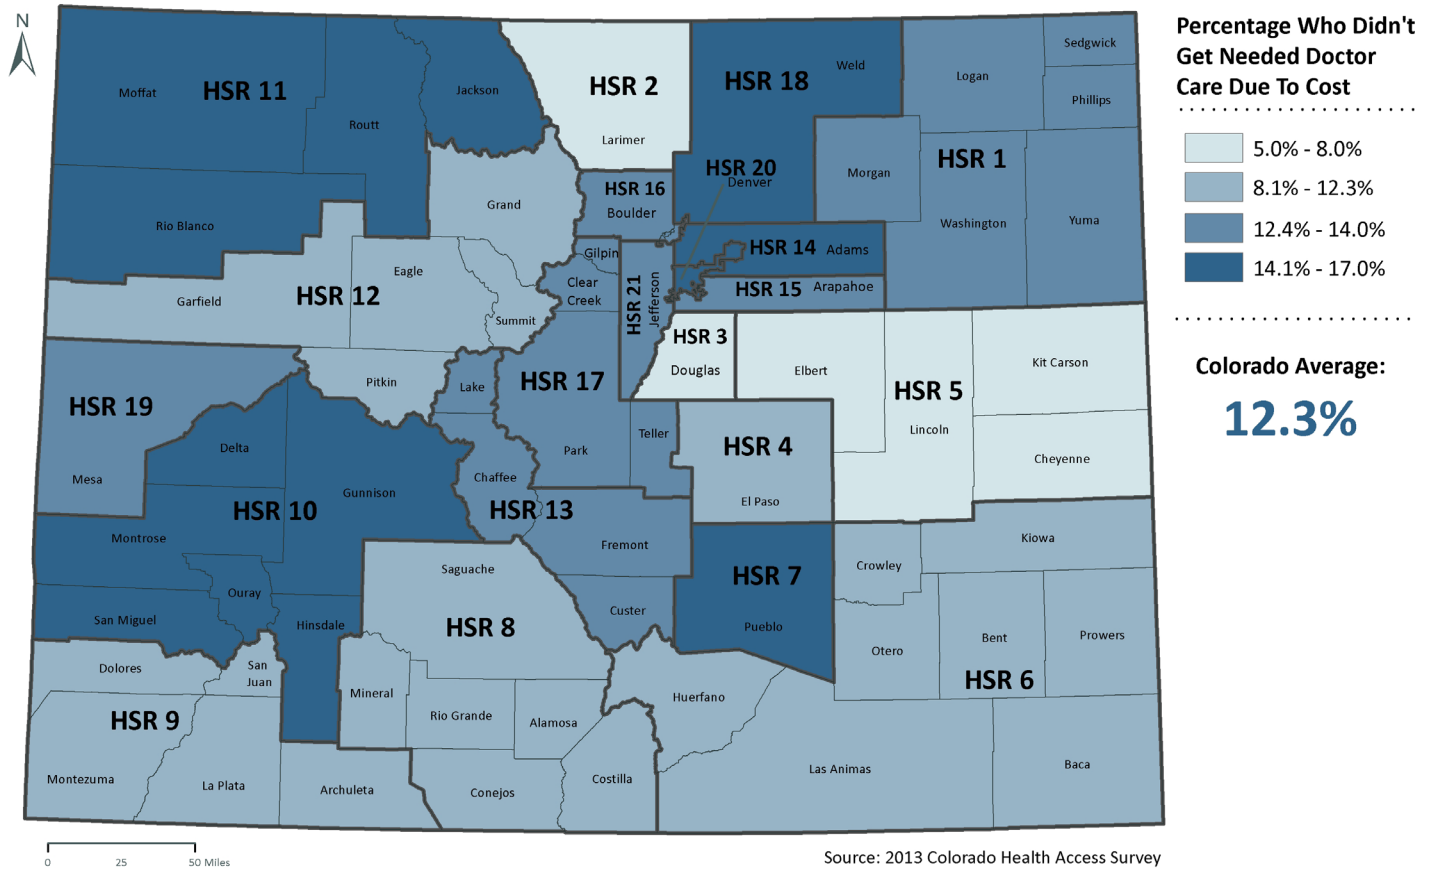 N
Percentage Who Didn't
Get Needed Doctor
Care Due To Cost
5.0% - 8.0%
8.1% - 12.3%
12.4% - 14.0%
14.1% - 17.0%
Colorado Average:
12.3%
Moffat
HSR 11
Routt
Jackson
Rio Blanco
HSR 2
Larimer
HSR 18
Weld
Logan
Sedgwick
Phillips
HSR 1
Morgan
Washington
Yuma
HSR 20
Denver
HSR 16
Boulder
Grand
Eagle
Garfield
HSR 12
Summit
Pitkin
Gilpin
Clear
Creek
HSR 21
Jefferson
HSR 14
Adams
HSR 15
Arapahoe
HSR 3
Douglas
Elbert
HSR 5
Lincoln
Kit Carson
Cheyenne
HSR 19
Mesa
Lake
HSR 17
Park
Teller
HSR 4
El Paso
Delta
Gunnison
HSR 10
Montrose
Ouray
San Miguel
Hinsdale
Chaffee
HSR 13
Fremont
Custer
HSR 7
Pueblo
Kiowa
Crowley
Otero
Bent
Prowers
HSR 6
Saguache
HSR 8
Mineral
Rio Grande
Alamosa
Conejos
Costilla
Huerfano
Las Animas
Baca
Dolores
San
Juan
HSR 9
Montezuma
La Plata
Archuleta
0
25
50 Miles
Source: 2013 Colorado Health Access Survey